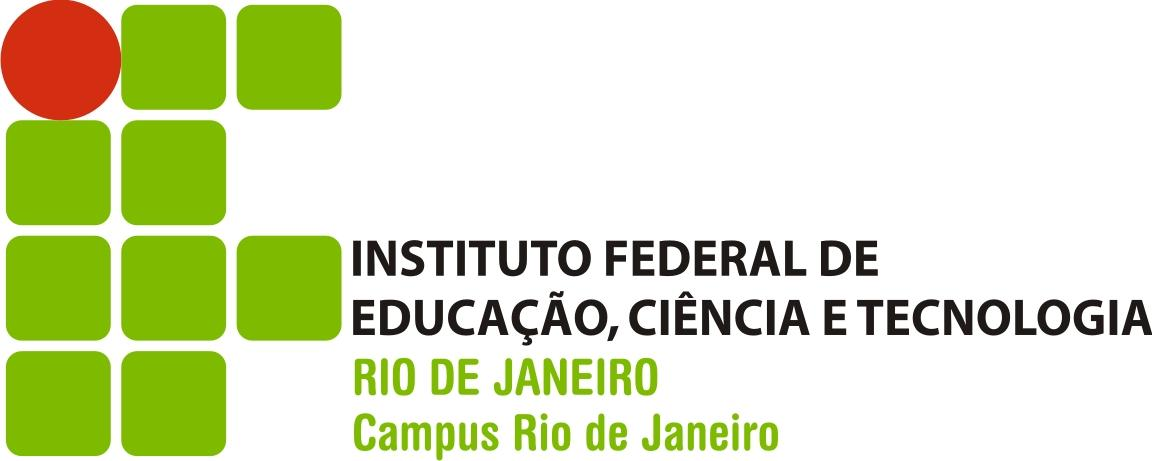 INSTITUTO FEDERAL DE
EDUCAÇÃO, CIÊNCIA E TECNOLOGIA
RIO DE JANEIRO
Campus Rio de Janeiro